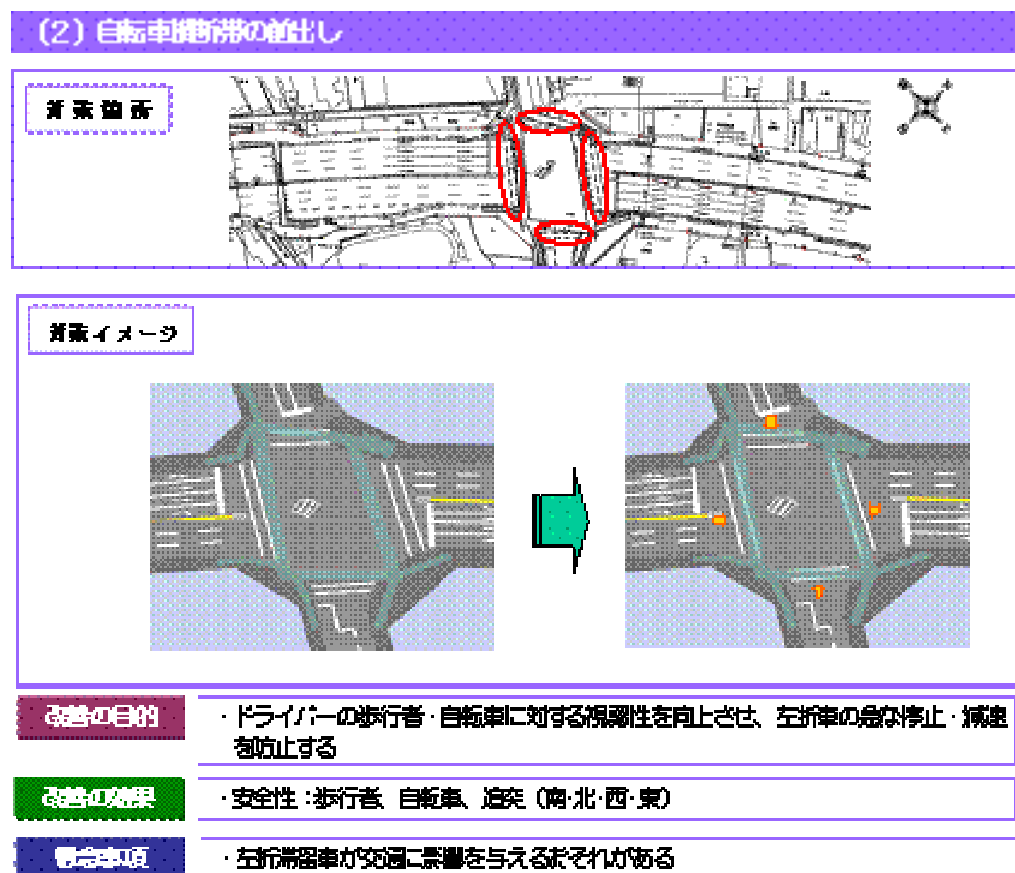 (2) 自転車横断帯の前出し
対策箇所
対策イメージ
改善の目的
・ドライバーの歩行者・自転車に対する視認性を向上させ、左折車の急な停止・減速
を防止する
改善の効果
・安全性：歩行者、自転車、追突（南・北・西・東）
懸念事項
・左折滞留車が交通に影響を与えるおそれがある